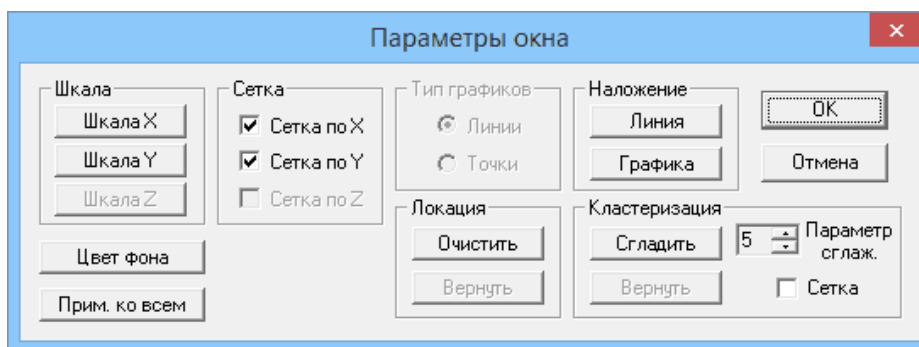 Параметры окна
Шкала
Шкала X
Шкала Y
Шкала Z
Цвет фона
Прим. ко всем
Сетка
Сетка по X
Сетка по Y
Сетка по Z
Тип графиков
Линии
Точки
Наложение
Линия
Графика
OK
Отмена
Локация
Очистить
Вернуть
Кластеризация
Сгладить
Вернуть
5
Параметр
сглаж.
Сетка